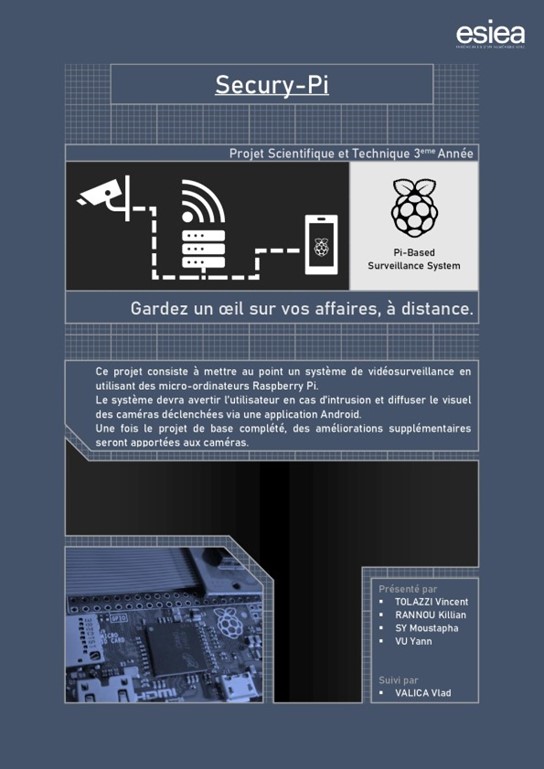 esiea
Secury-Pi
Projet Scientifique et Technique 3eme Année
Pi-Based
Surveillance System
Gardez un œil sur vos affaires, à distance.
Ce projet consiste à mettre au point un système de vidéosurveillance en
utilisant des micro-ordinateurs Raspberry Pi.
Le système devra avertir l'utilisateur en cas d'intrusion et diffuser le visuel
des caméras déclenchées via une application Android.
Une fois le projet de base complété, des améliorations supplémentaires
seront apportées aux caméras.
GPIO
HDMI
Présenté par
▪ TOLAZZI Vincent
▪ RANNOU Killian
▪ SY Moustapha
▪ VU Yann
Suivi par
▪ VALICA Vlad